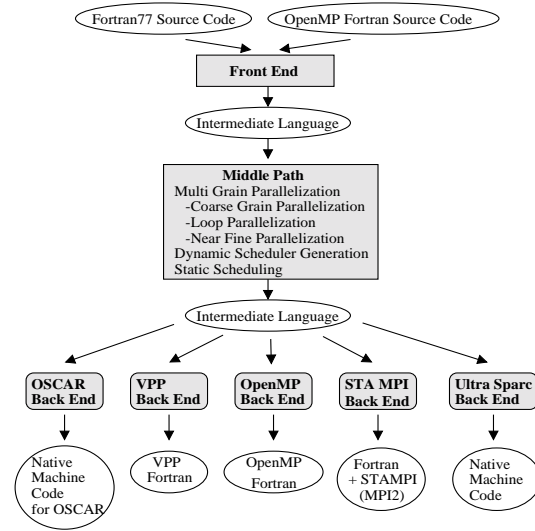 Fortran77 Source Code
OpenMP Fortran Source Code
Front End
Intermediate Language
Middle Path
Multi Grain Parallelization
-Coarse Grain Parallelization
-Loop Parallelization
-Near Fine Parallelization
Dynamic Scheduler Generation
Static Scheduling
Intermediate Language
OSCAR
Back End
VPP
Back End
OpenMP
Back End
STA MPI
Back End
Ultra Sparc
Back End
Native
Machine
Code
for OSCAR
VPP
Fortran
OpenMP
Fortran
Fortran
+ STAMPI
(MPI2)
Native
Machine
Code